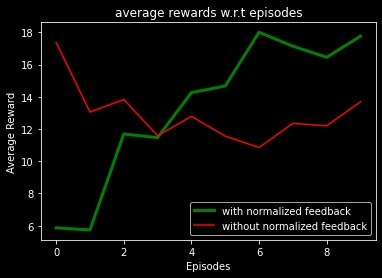 average rewards w.r.t episodes
Average Reward
18
16
14
12
10
8
6
0
2
4
6
8
Episodes
with normalized feedback
without normalized feedback